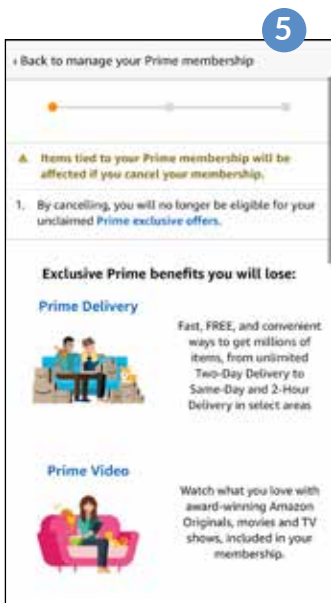 5
‹ Back to manage your Prime membership
Items tied to your Prime membership will be
affected if you cancel your membership.
1. By cancelling, you will no longer be eligible for your
unclaimed Prime exclusive offers.
Exclusive Prime benefits you will lose:
Prime Delivery
Fast, FREE, and convenient
ways to get millions of
items, from unlimited
Two-Day Delivery to
Same-Day and 2-Hour
Delivery in select areas
Prime Video
Watch what you love with
award-winning Amazon
Originals, movies and TV
shows, included in your
membership.